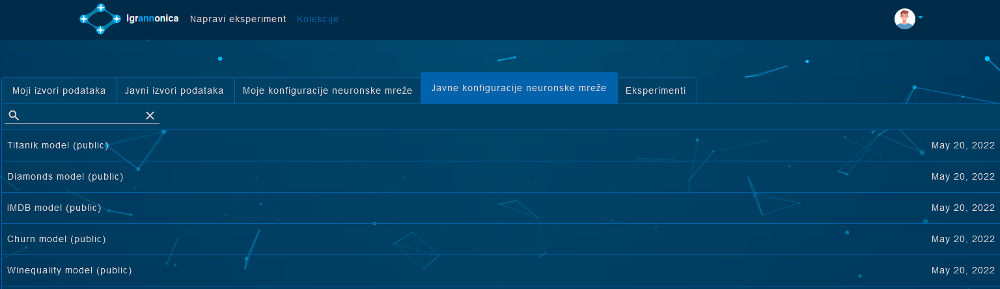 Igrannonica Napravi eksperiment Kolekcije
Moji izvori podataka Javni izvori podataka Moje konfiguracije neuronske mreže Javne konfiguracije neuronske mreže Eksperimenti
Titanik model (public) May 20, 2022
Diamonds model (public) May 20, 2022
IMDB model (public) May 20, 2022
Churn model (public) May 20, 2022
Winequality model (public) May 20, 2022